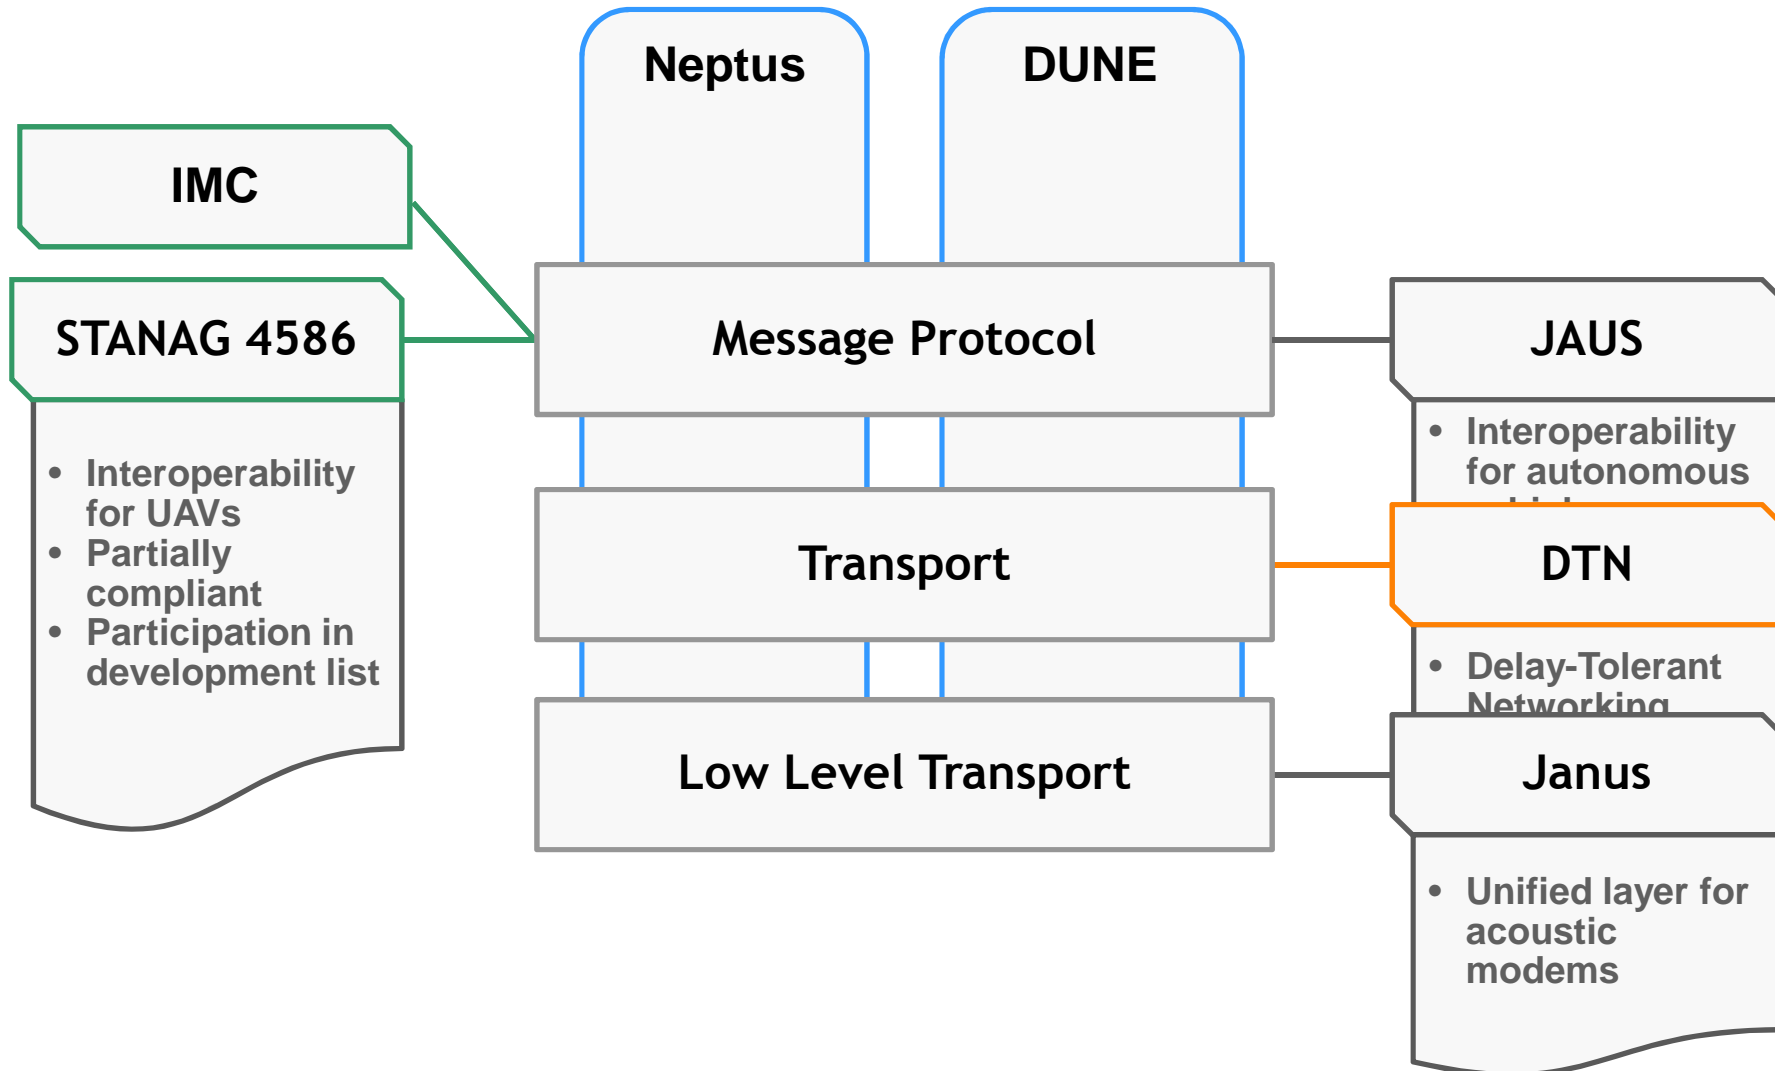 Neptus
DUNE
IMC
STANAG 4586
• Interoperability
for UAVs
• Partially
compliant
• Participation in
development list
Message Protocol
Transport
Low Level Transport
JAUS
• Interoperability
for autonomous
DTN
• Delay-Tolerant
Networking
Janus
• Unified layer for
acoustic
modems